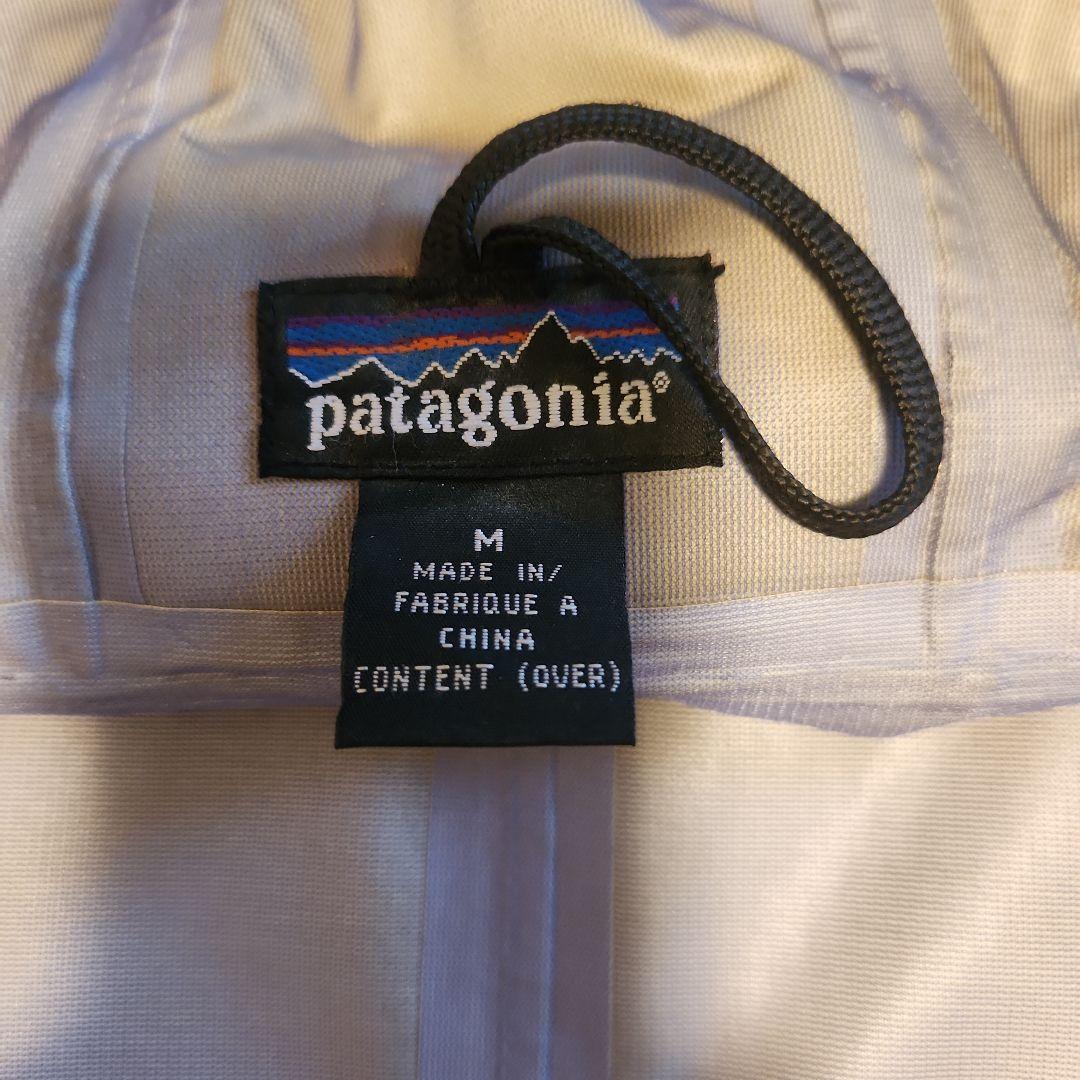 patagonia®
M
MADE IN/
FABRIQUE A
CHINA
CONTENT (OVER)